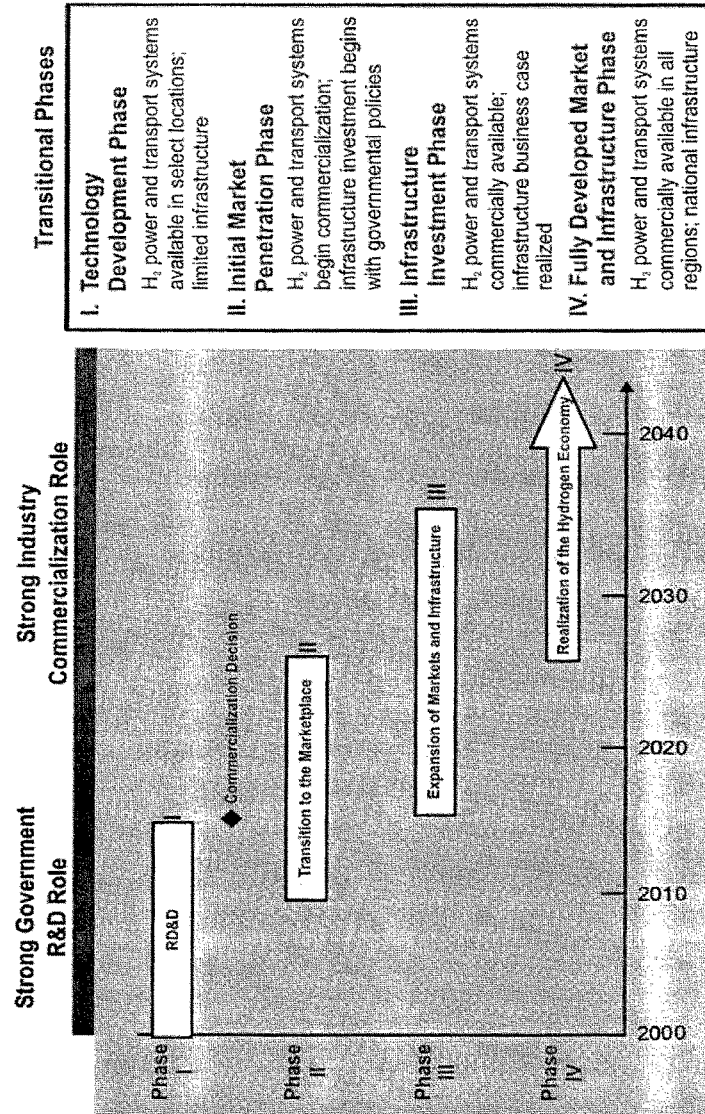 Strong Government
R&D Role
Strong Industry
Commercialization Role
Phase
I
RD&D
I
Commercialization Decision
Phase
II
Transition to the Marketplace
II
Phase
III
Expansion of Markets and Infrastructure
III
Phase
IV
Realization of the Hydrogen Economy
IV
2000
2010
2020
2030
2040
Transitional Phases
I. Technology
Development Phase
H₂ power and transport systems
available in select locations;
limited infrastructure
II. Initial Market
Penetration Phase
H₂ power and transport systems
begin commercialization;
infrastructure investment begins
with governmental policies
III. Infrastructure
Investment Phase
H₂ power and transport systems
commercially available;
infrastructure business case
realized
IV. Fully Developed Market
and Infrastructure Phase
H₂ power and transport systems
commercially available in all
regions; national infrastructure